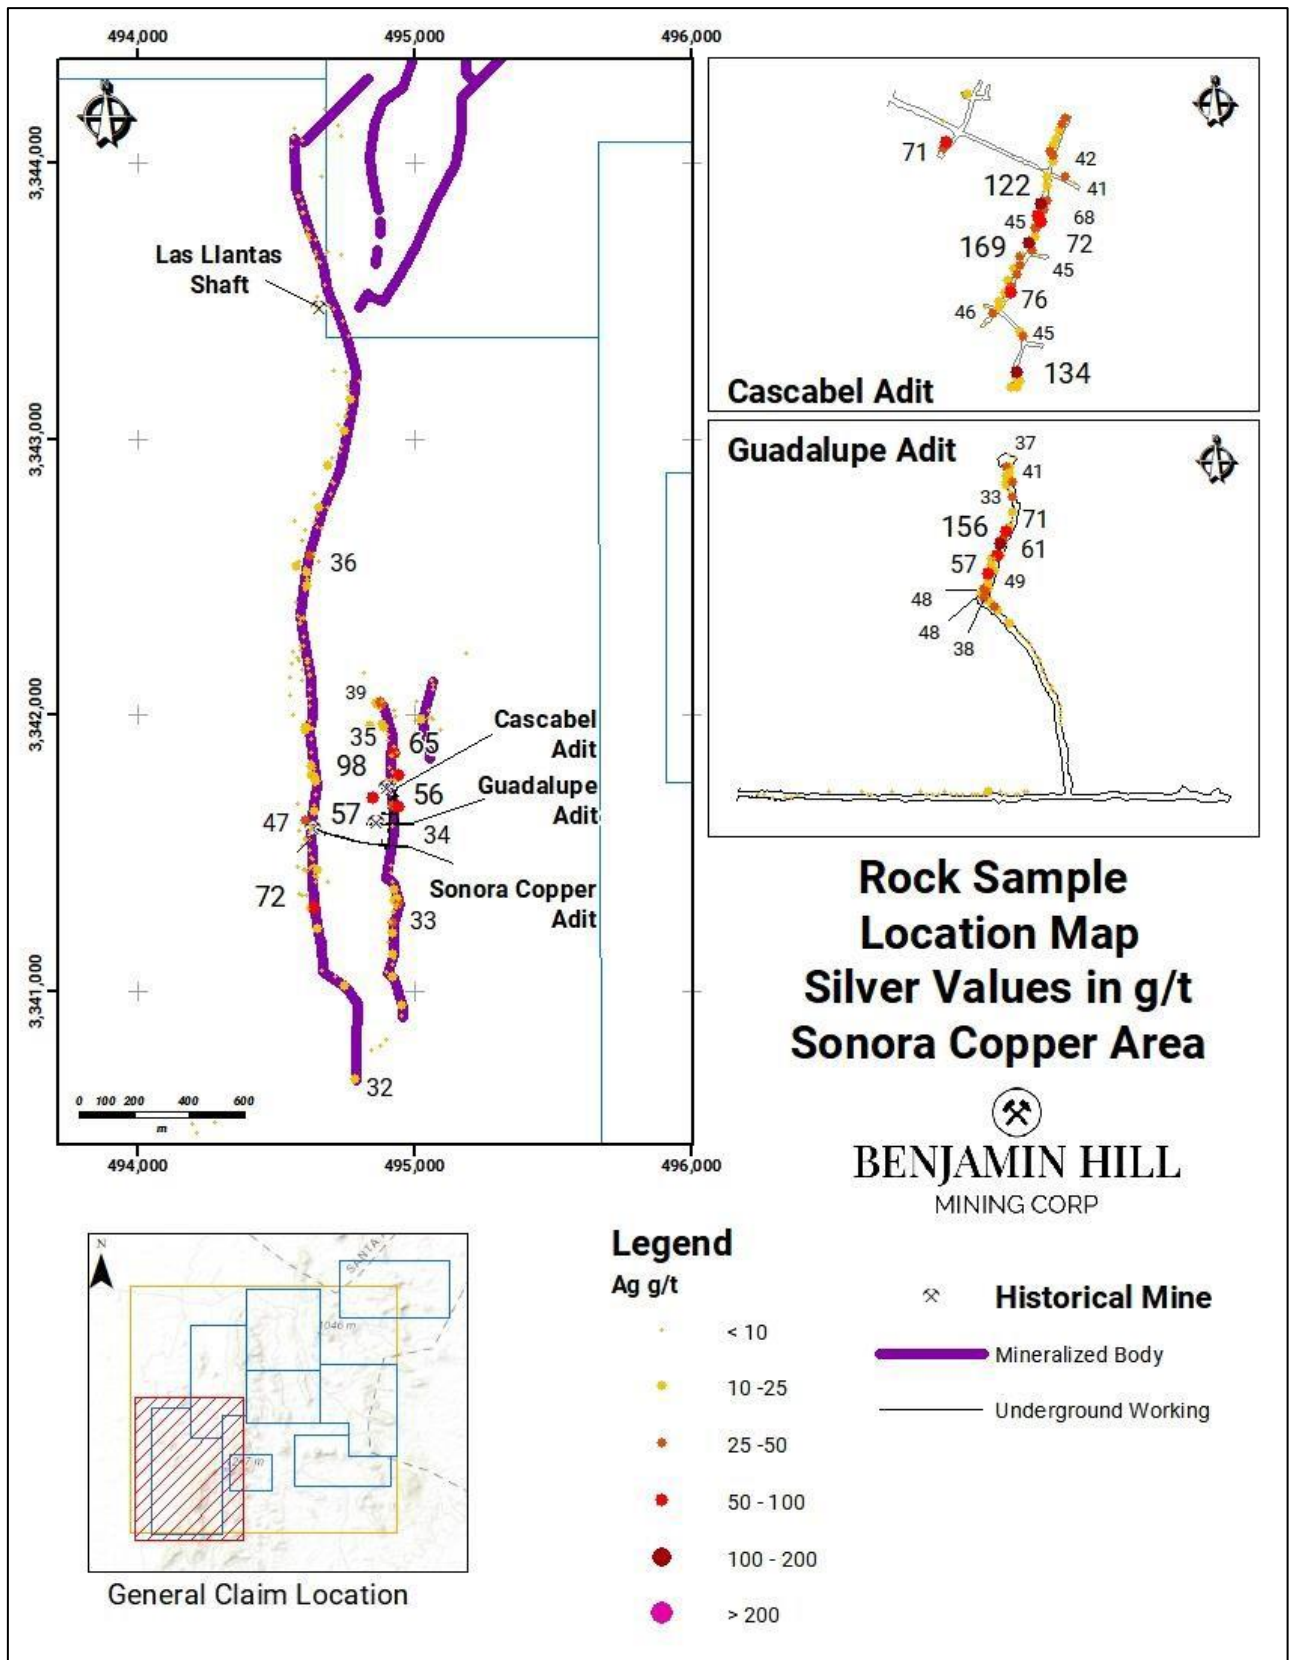 494,000
495,000
496,000
3,344,000
3,343,000
3,342,000
3,341,000
Las Llantas
Shaft
36
39
35
65
98
Cascabel
Adit
56
Guadalupe
Adit
57
47
34
72
Sonora Copper
Adit
33
32
0 100 200 400 600
m
494,000
495,000
496,000
71
42
41
122
45
68
169
72
45
76
46
45
134
Cascabel Adit
Guadalupe Adit
37
41
33
71
156
61
57
49
48
48
38
Rock Sample
Location Map
Silver Values in g/t
Sonora Copper Area
BENJAMIN HILL
MINING CORP
N
1046 m
General Claim Location
Legend
Ag g/t
< 10
10 -25
25 -50
50 - 100
100 - 200
> 200
Historical Mine
Mineralized Body
Underground Working